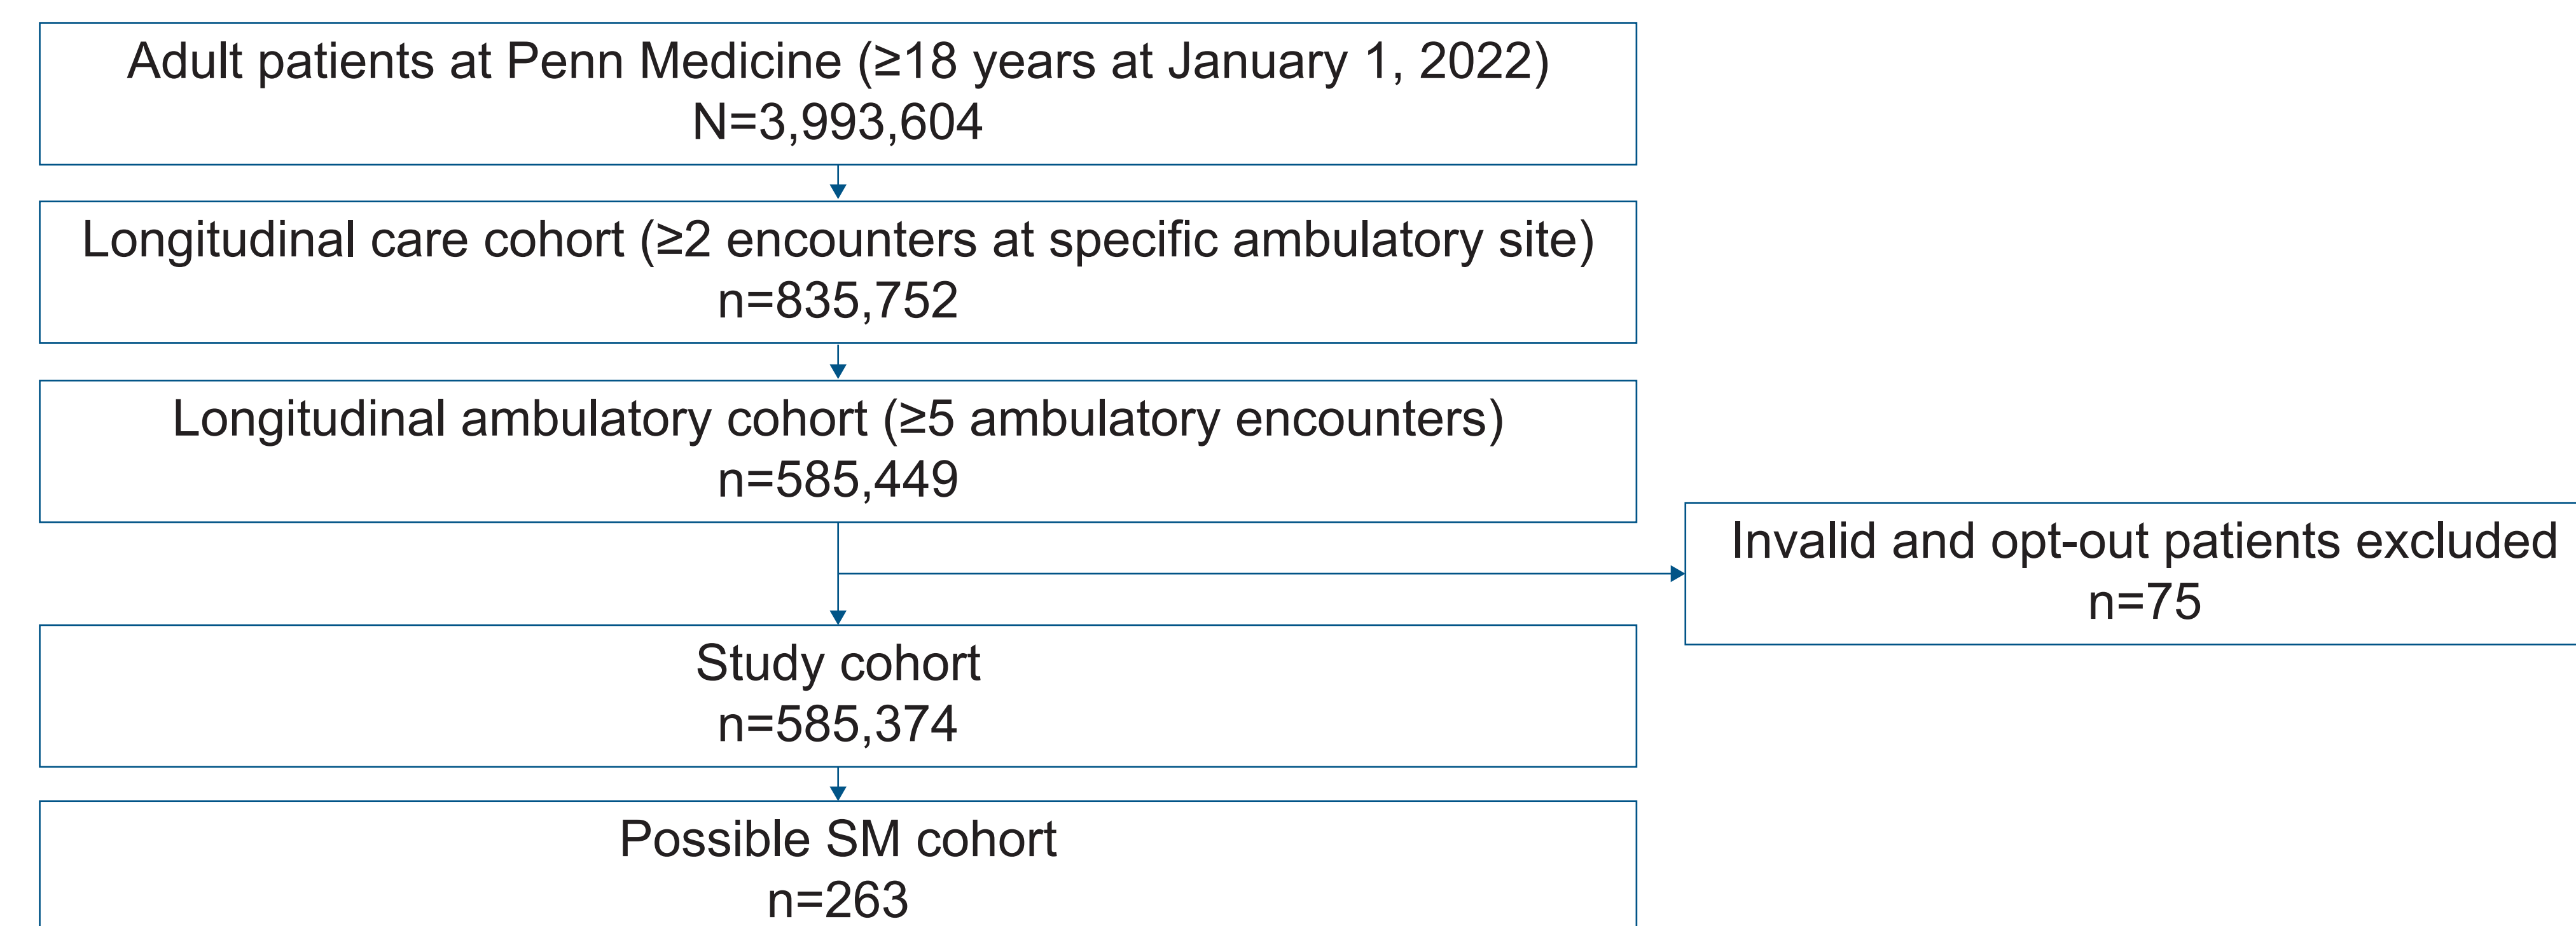 Adult patients at Penn Medicine (≥18 years at January 1, 2022)
N=3,993,604
Longitudinal care cohort (≥2 encounters at specific ambulatory site)
n=835,752
Longitudinal ambulatory cohort (≥5 ambulatory encounters)
n=585,449
Invalid and opt-out patients excluded
n=75
Study cohort
n=585,374
Possible SM cohort
n=263